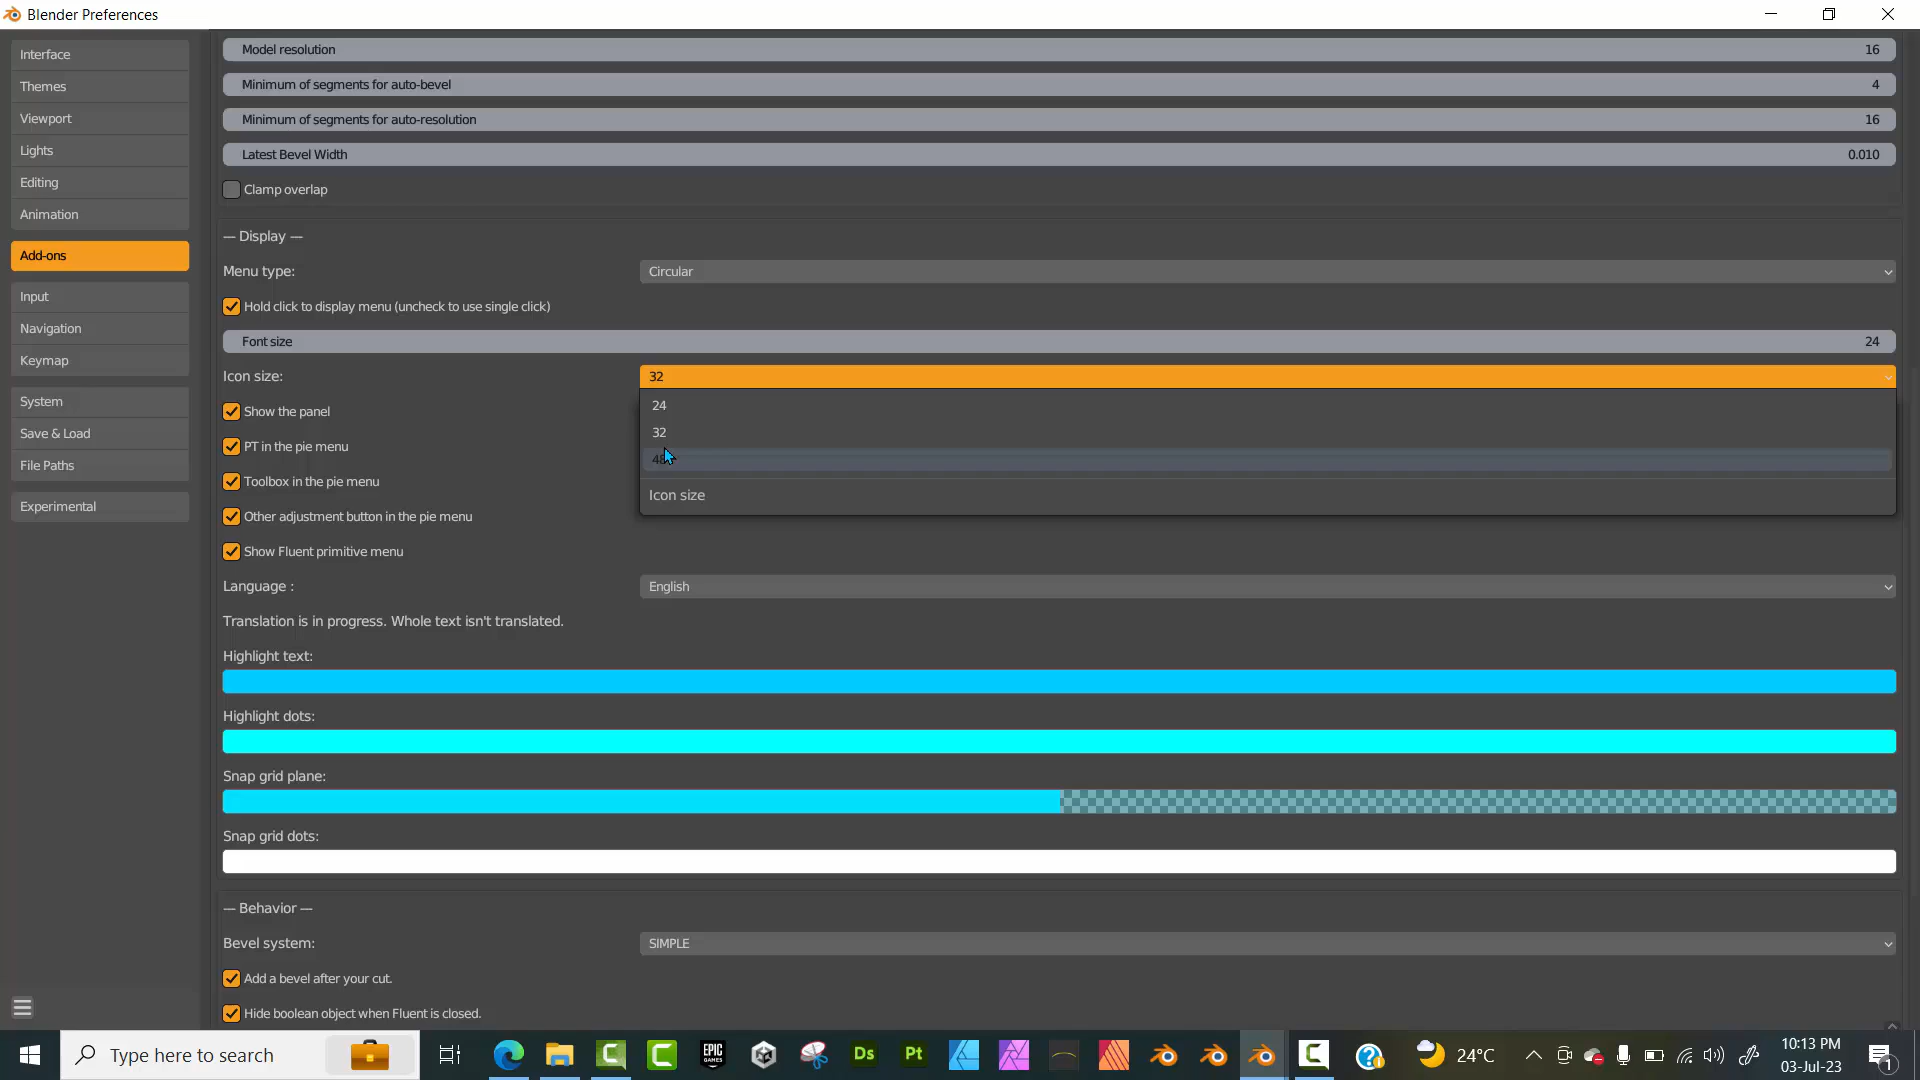 Blender Preferences
Interface
Themes
Viewport
Lights
Editing
Animation
Add-ons
Input
Navigation
Keymap
System
Save & Load
File Paths
Experimental
Model resolution 16
Minimum of segments for auto-bevel 4
Minimum of segments for auto-resolution 16
Latest Bevel Width 0.010
Clamp overlap
— Display —
Menu type: Circular
Hold click to display menu (uncheck to use single click)
Font size 24
Icon size: 32
24
32
48
Icon size
Show the panel
PT in the pie menu
Toolbox in the pie menu
Other adjustment button in the pie menu
Show Fluent primitive menu
Language : English
Translation is in progress. Whole text isn't translated.
Highlight text:
Highlight dots:
Snap grid plane:
Snap grid dots:
— Behavior —
Bevel system: SIMPLE
Add a bevel after your cut.
Hide boolean object when Fluent is closed.
Type here to search
EPIC
GAMES
Ds
Pt
24°C
10:13 PM
03-Jul-23
1